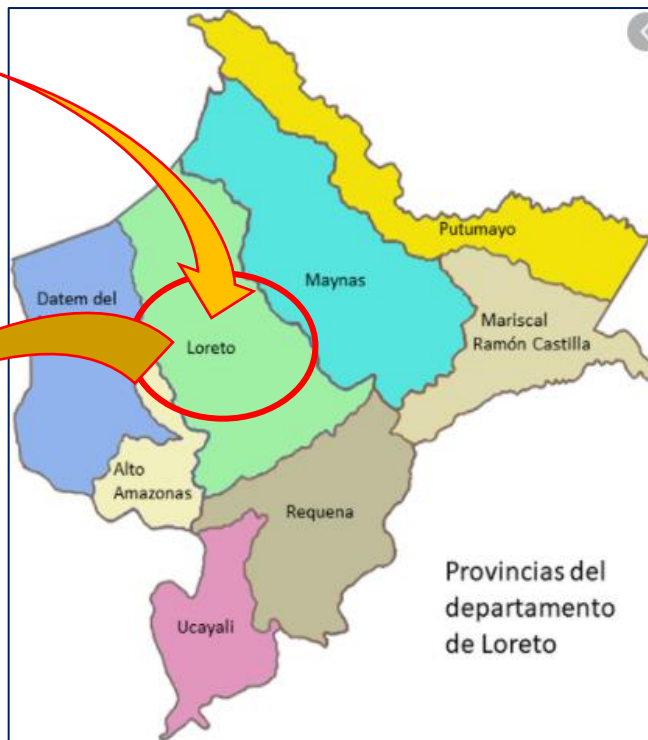 Putumayo
Maynas
Datem del
Mariscal
Ramón Castilla
Loreto
Alto
Amazonas
Requena
Ucayali
Provincias del
departamento
de Loreto